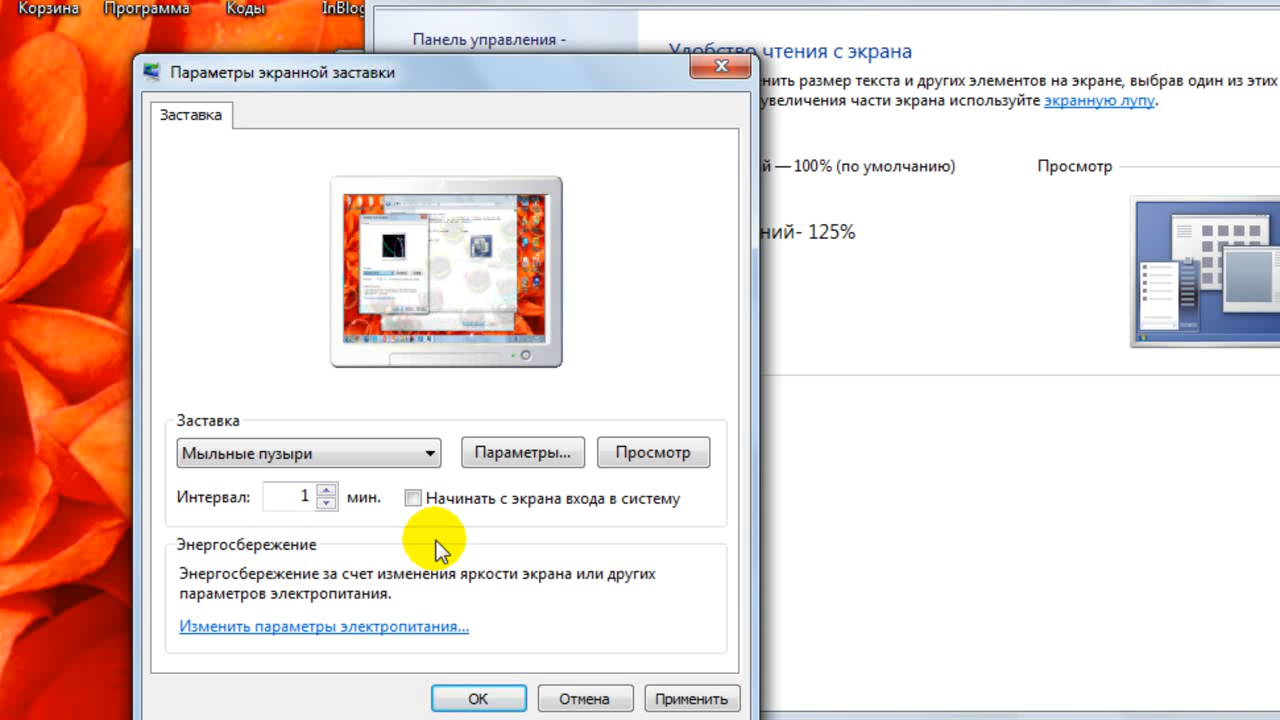 Корзина
Программа
Коды
InBlog
Панель управления -
Удобство чтения с экрана
нить размер текста и других элементов на экране, выбрав один из этих
увеличения части экрана используйте экранную лупу.
й — 100% (по умолчанию)
Просмотр
ний- 125%
Параметры экранной заставки
Заставка
Заставка
Мыльные пузыри
Параметры...
Просмотр
Интервал: 1 мин.
Начинать с экрана входа в систему
Энергосбережение
Энергосбережение за счет изменения яркости экрана или других
параметров электропитания.
Изменить параметры электропитания...
ОК
Отмена
Применить